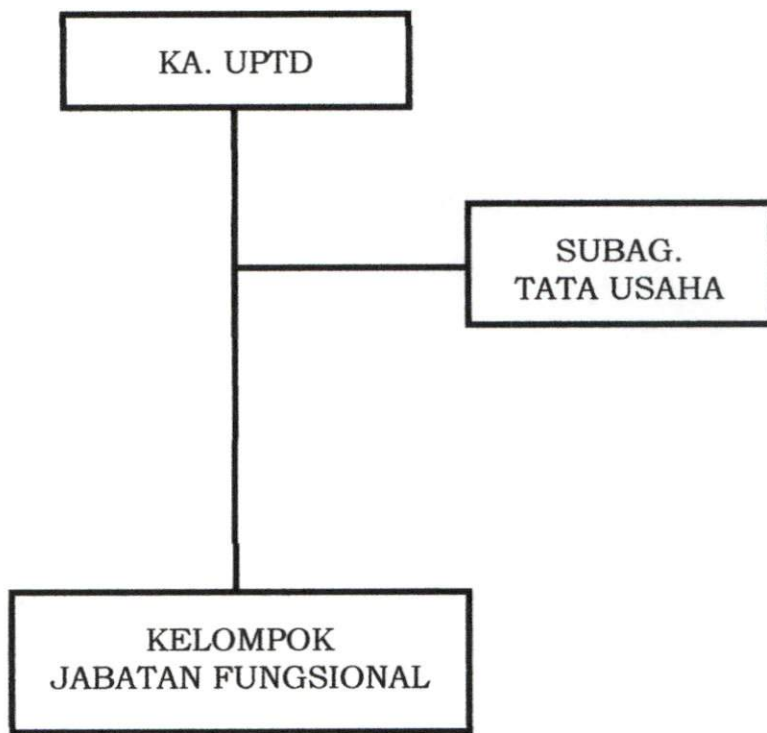 KA. UPTD
SUBAG.
TATA USAHA
KELOMPOK
JABATAN FUNGSIONAL